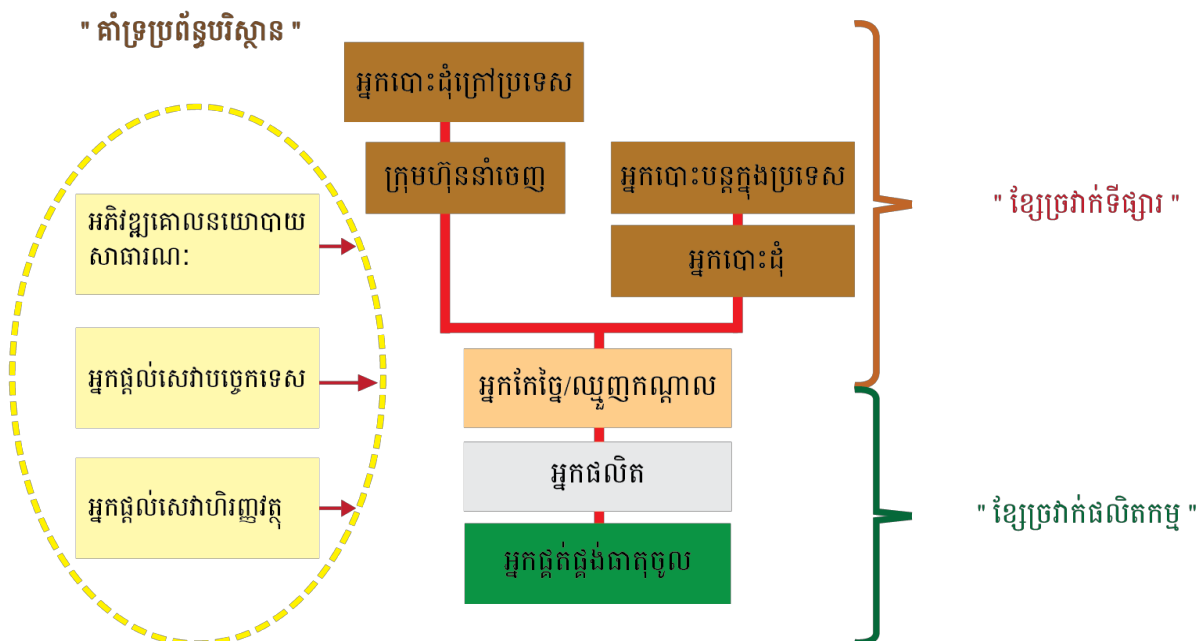 " គាំទ្រប្រព័ន្ធបរិស្ថាន "
អភិវឌ្ឍគោលនយោបាយ
សាធារណៈ
អ្នកផ្តល់សេវាបច្ចេកទេស
អ្នកផ្តល់សេវាហិរញ្ញវត្ថុ
អ្នកបោះដុំក្រៅប្រទេស
ក្រុមហ៊ុននាំចេញ
អ្នកបោះបន្តក្នុងប្រទេស
អ្នកបោះដុំ
អ្នកកែច្នៃ/ឈ្មួញកណ្តាល
អ្នកផលិត
អ្នកផ្គត់ផ្គង់ធាតុចូល
" ខ្សែច្រវាក់ទីផ្សារ "
" ខ្សែច្រវាក់ផលិតកម្ម "